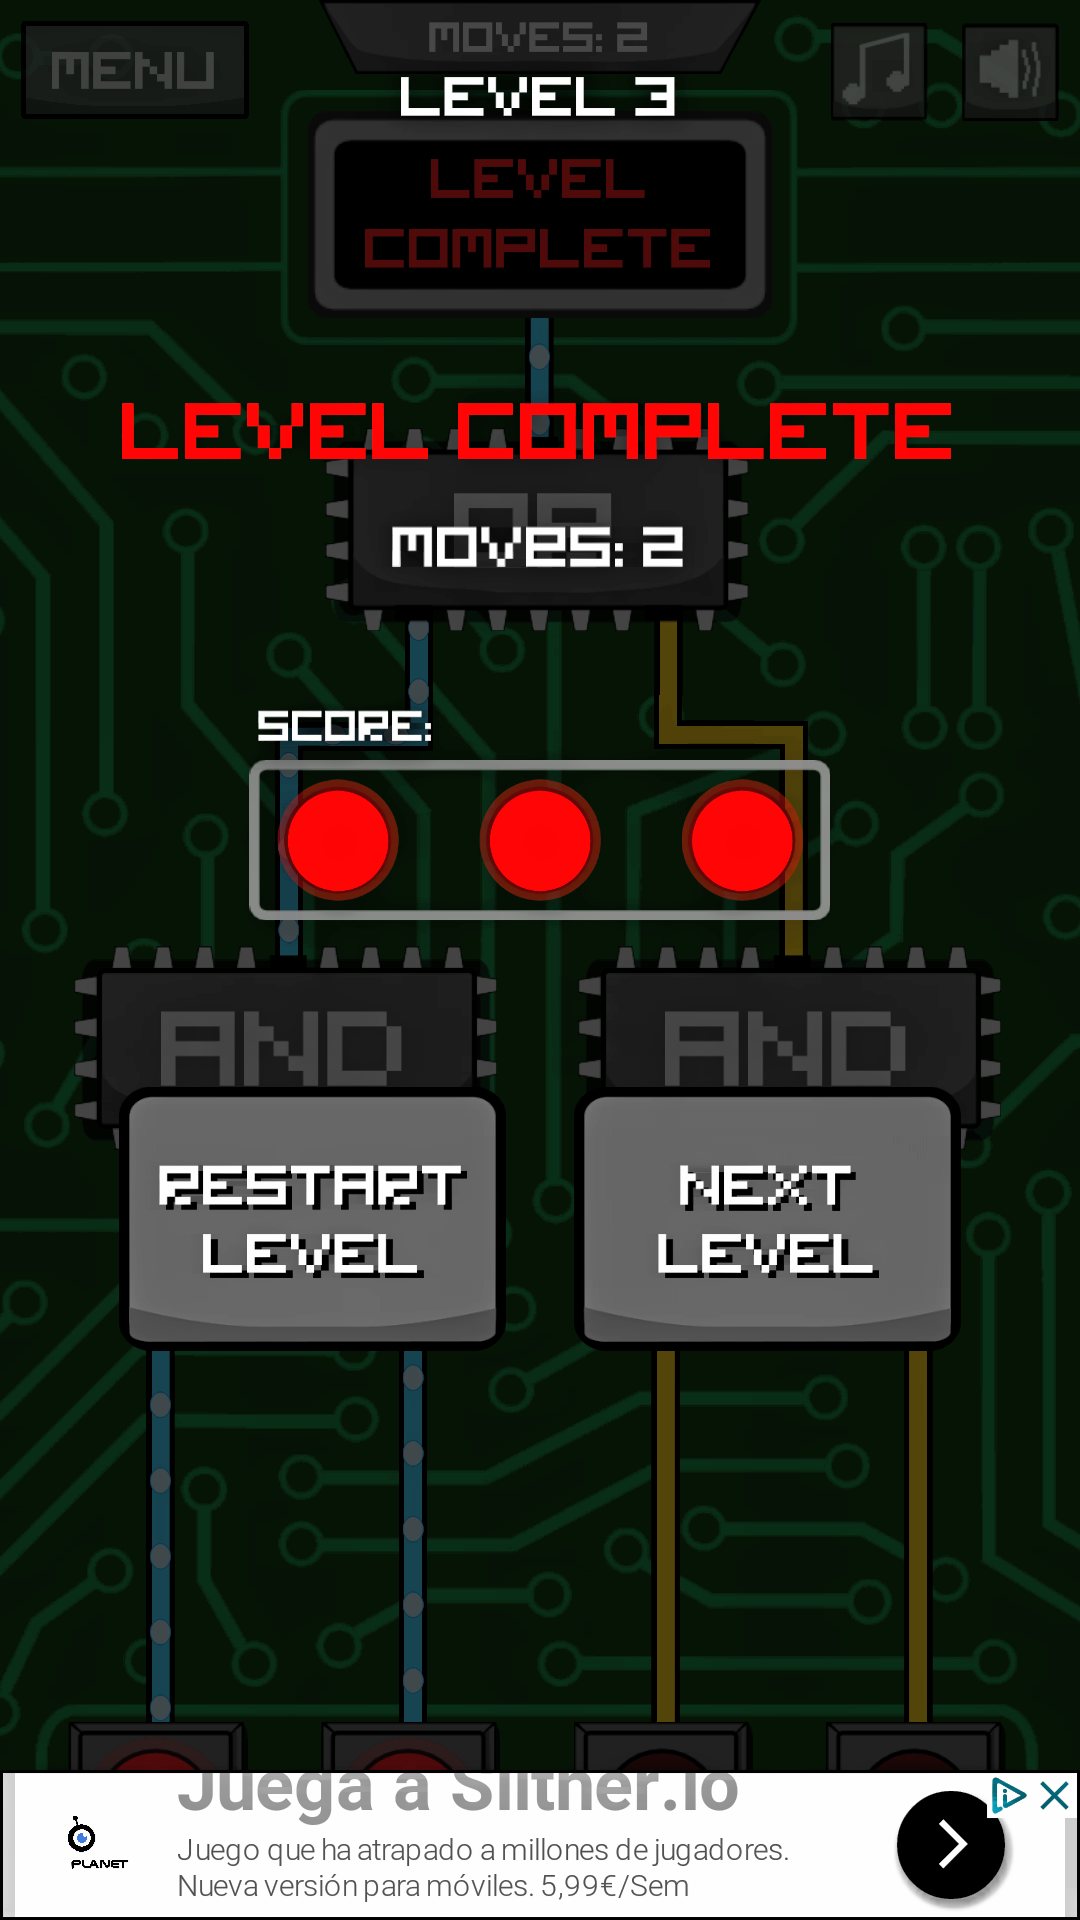 MOVES: 2
MENU
LEVEL 3
LEVEL
COMPLETE
LEVEL COMPLETE
OR
MOVES: 2
SCORE:
AND AND
RESTART
LEVEL
NEXT
LEVEL
Juega a Slither.io
PLANET
Juego que ha atrapado a millones de jugadores.
Nueva versión para móviles. 5,99€/Sem